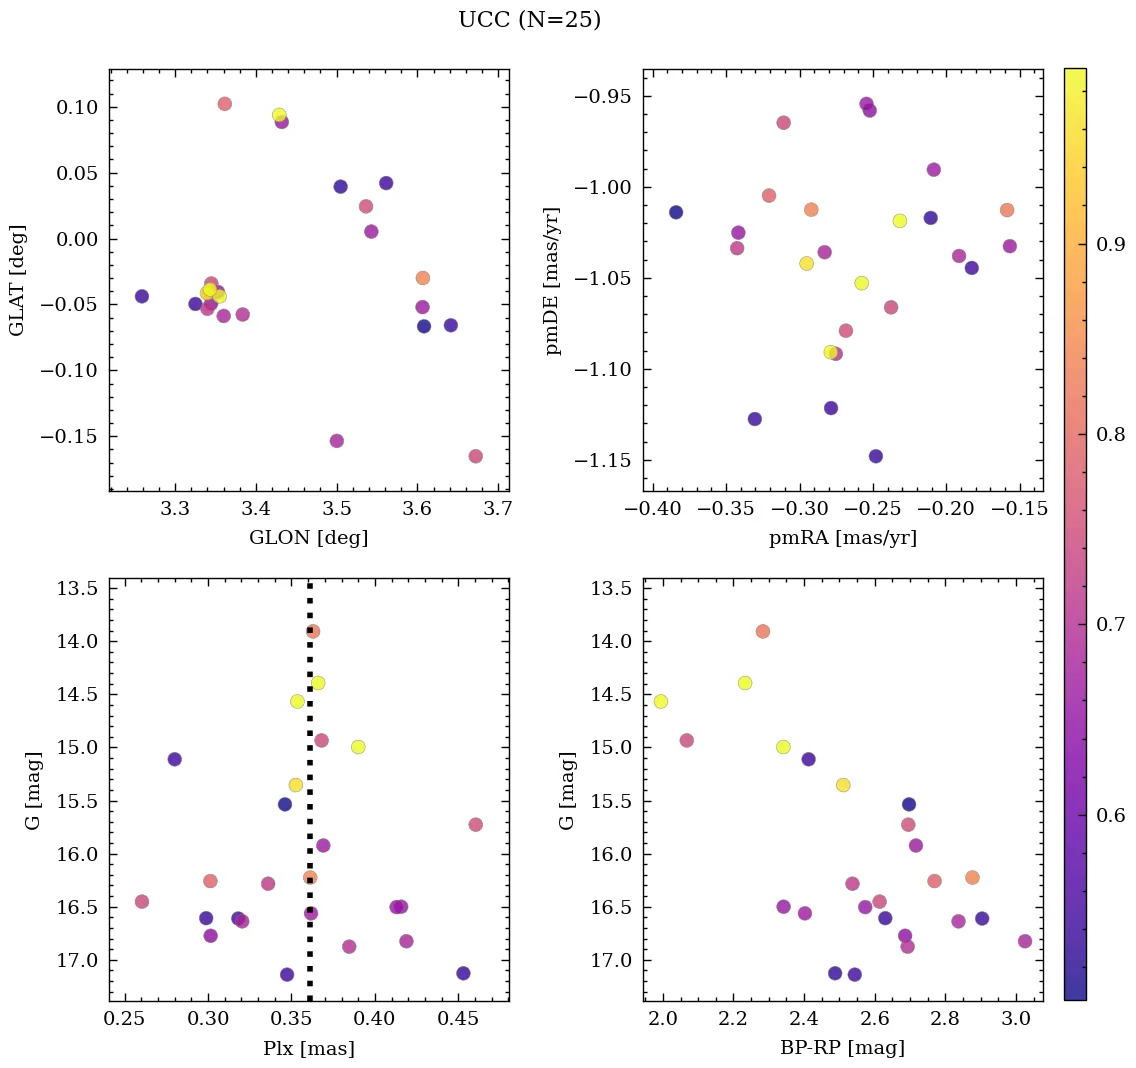 UCC (N=25)
0.10
0.05
0.00
−0.05
−0.10
−0.15
GLAT [deg]
3.3 3.4 3.5 3.6 3.7
GLON [deg]
−0.95
−1.00
−1.05
−1.10
−1.15
pmDE [mas/yr]
−0.40 −0.35 −0.30 −0.25 −0.20 −0.15
pmRA [mas/yr]
13.5
14.0
14.5
15.0
15.5
16.0
16.5
17.0
G [mag]
0.25 0.30 0.35 0.40 0.45
Plx [mas]
13.5
14.0
14.5
15.0
15.5
16.0
16.5
17.0
G [mag]
2.0 2.2 2.4 2.6 2.8 3.0
BP-RP [mag]
0.9
0.8
0.7
0.6